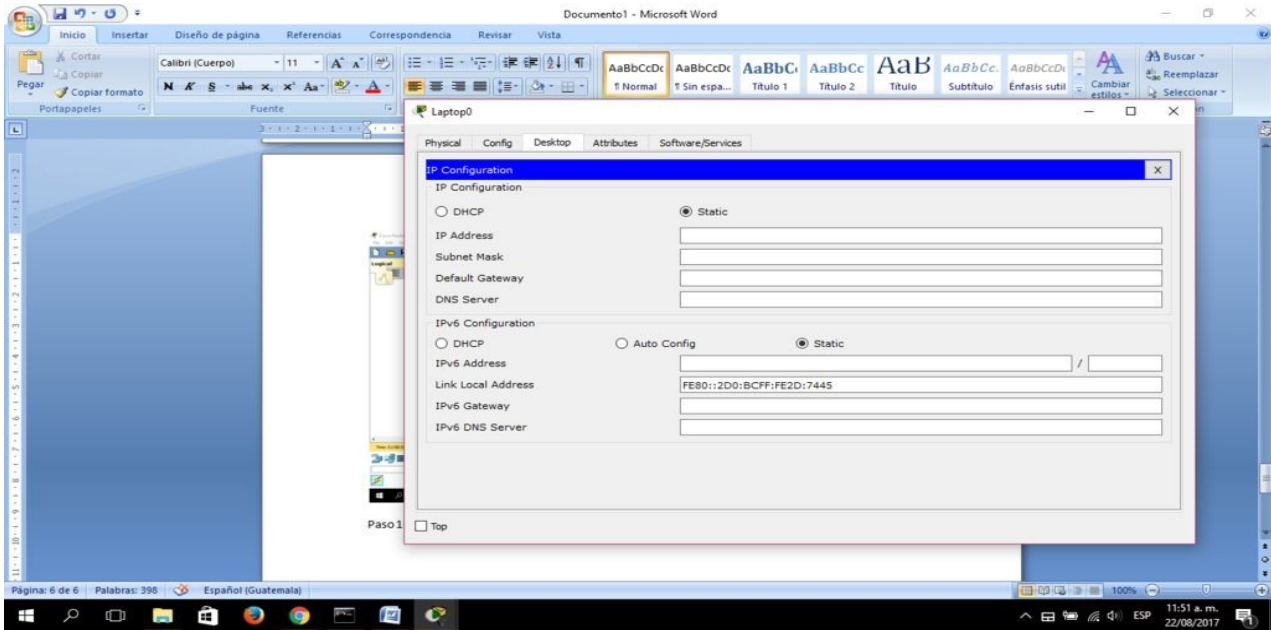 Documento1 - Microsoft Word
Inicio Insertar Diseño de página Referencias Correspondencia Revisar Vista
Pegar
Cortar
Copiar
Copiar formato
Portapapeles
Calibri (Cuerpo) 11
N K S abc x, x² Aa
Fuente
AaBbCcDc AaBbCcDc AaBbC AaBbCc AaB AaBbCc. AaBbCcDc
¶ Normal ¶ Sin espa... Título 1 Título 2 Título Subtítulo Énfasis sutil
Cambiar estilos
Buscar
Reemplazar
Seleccionar
Laptop0
Physical Config Desktop Attributes Software/Services
IP Configuration X
IP Configuration
DHCP Static
IP Address
Subnet Mask
Default Gateway
DNS Server
IPv6 Configuration
DHCP Auto Config Static
IPv6 Address /
Link Local Address FE80::2D0:BCFF:FE2D:7445
IPv6 Gateway
IPv6 DNS Server
Top
Logical
Paso 1
Página: 6 de 6 Palabras: 398 Español (Guatemala) 100%
ESP 11:51 a. m.
22/08/2017